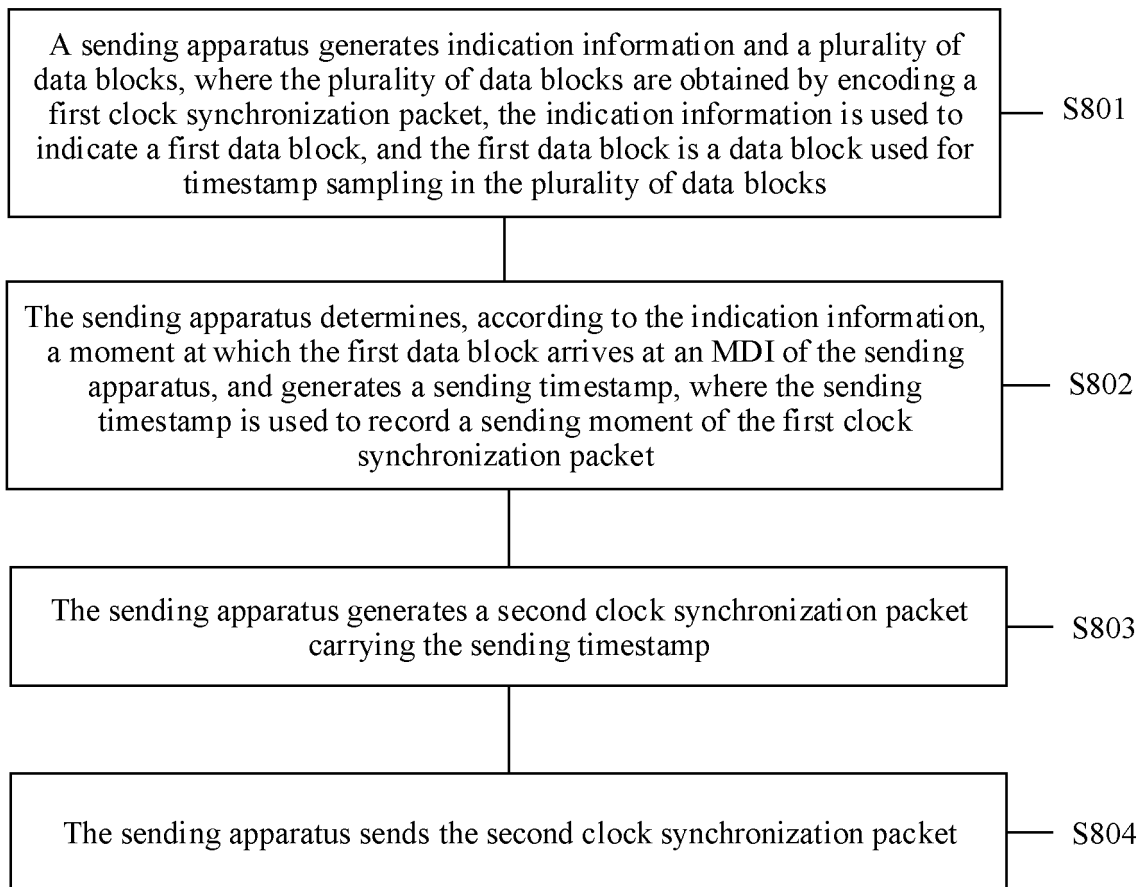 A sending apparatus generates indication information and a plurality of
data blocks, where the plurality of data blocks are obtained by encoding a
first clock synchronization packet, the indication information is used to
indicate a first data block, and the first data block is a data block used for
timestamp sampling in the plurality of data blocks
S801
The sending apparatus determines, according to the indication information,
a moment at which the first data block arrives at an MDI of the sending
apparatus, and generates a sending timestamp, where the sending
timestamp is used to record a sending moment of the first clock
synchronization packet
S802
The sending apparatus generates a second clock synchronization packet
carrying the sending timestamp
S803
The sending apparatus sends the second clock synchronization packet
S804